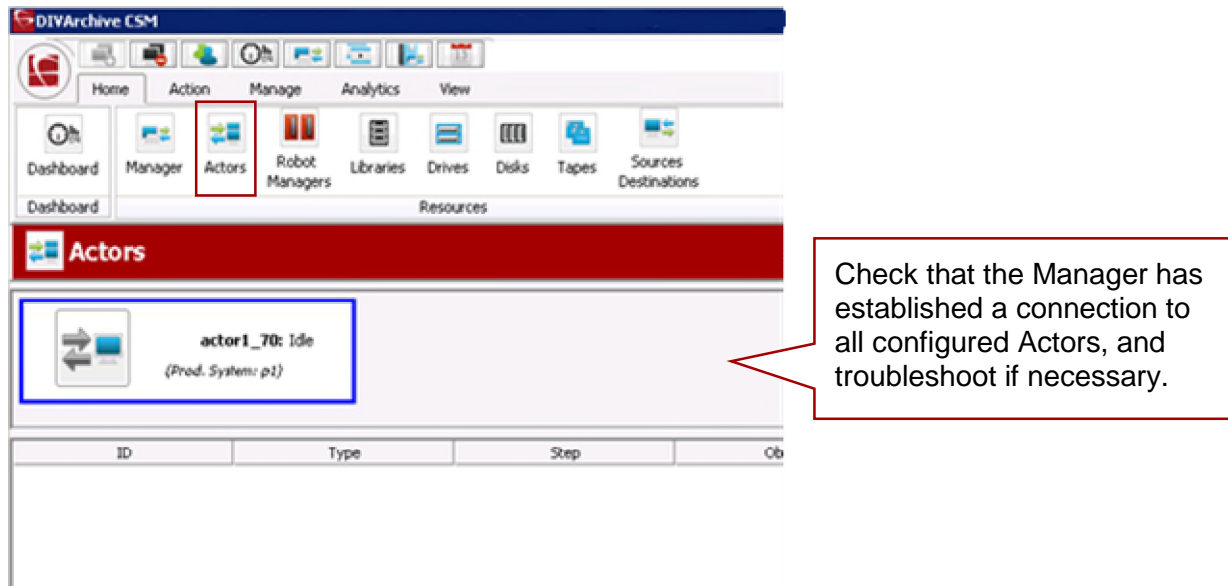 DIVArchive CSM
Home Action Manage Analytics View
Dashboard Manager Actors Robot Managers Libraries Drives Disks Tapes Sources Destinations
Dashboard Resources
Actors
actor1_70: Idle
(Prod. System: p1)
ID Type Step Ob
Check that the Manager has
established a connection to
all configured Actors, and
troubleshoot if necessary.